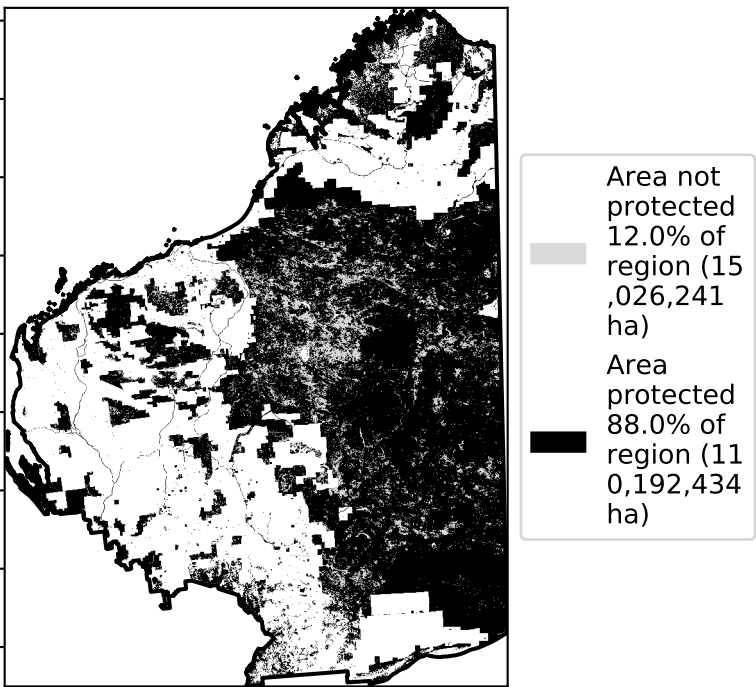 Area not
protected
12.0% of
region (15
,026,241
ha)
Area
protected
88.0% of
region (11
0,192,434
ha)